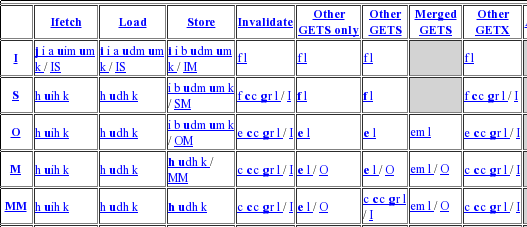 Ifetch Load Store Invalidate Other GETS only Other GETS Merged GETS Other GETX
I j i a uim um k / IS i i a udm um k / IS i i b udm um k / IM f l f l f l f l
S h uih k h udh k i b udm um k / SM f cc gr l / I f l f l f cc gr l / I
O h uih k h udh k i b udm um k / OM e cc gr l / I e l e l em l e cc gr l / I
M h uih k h udh k h udh k / MM c cc gr l / I e l / O e l / O em l / O c cc gr l / I
MM h uih k h udh k h udh k c cc gr l / I e l / O c cc gr l / I em l / O c cc gr l / I